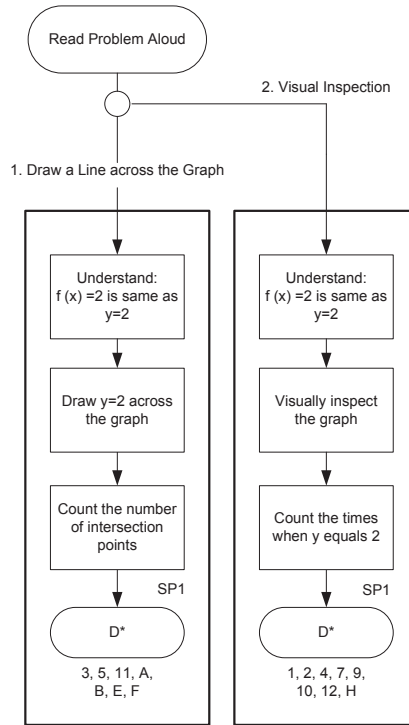 Read Problem Aloud
2. Visual Inspection
1. Draw a Line across the Graph
Understand:
f (x) =2 is same as
y=2
Draw y=2 across
the graph
Count the number
of intersection
points
SP1
D*
3, 5, 11, A,
B, E, F
Understand:
f (x) =2 is same as
y=2
Visually inspect
the graph
Count the times
when y equals 2
SP1
D*
1, 2, 4, 7, 9,
10, 12, H